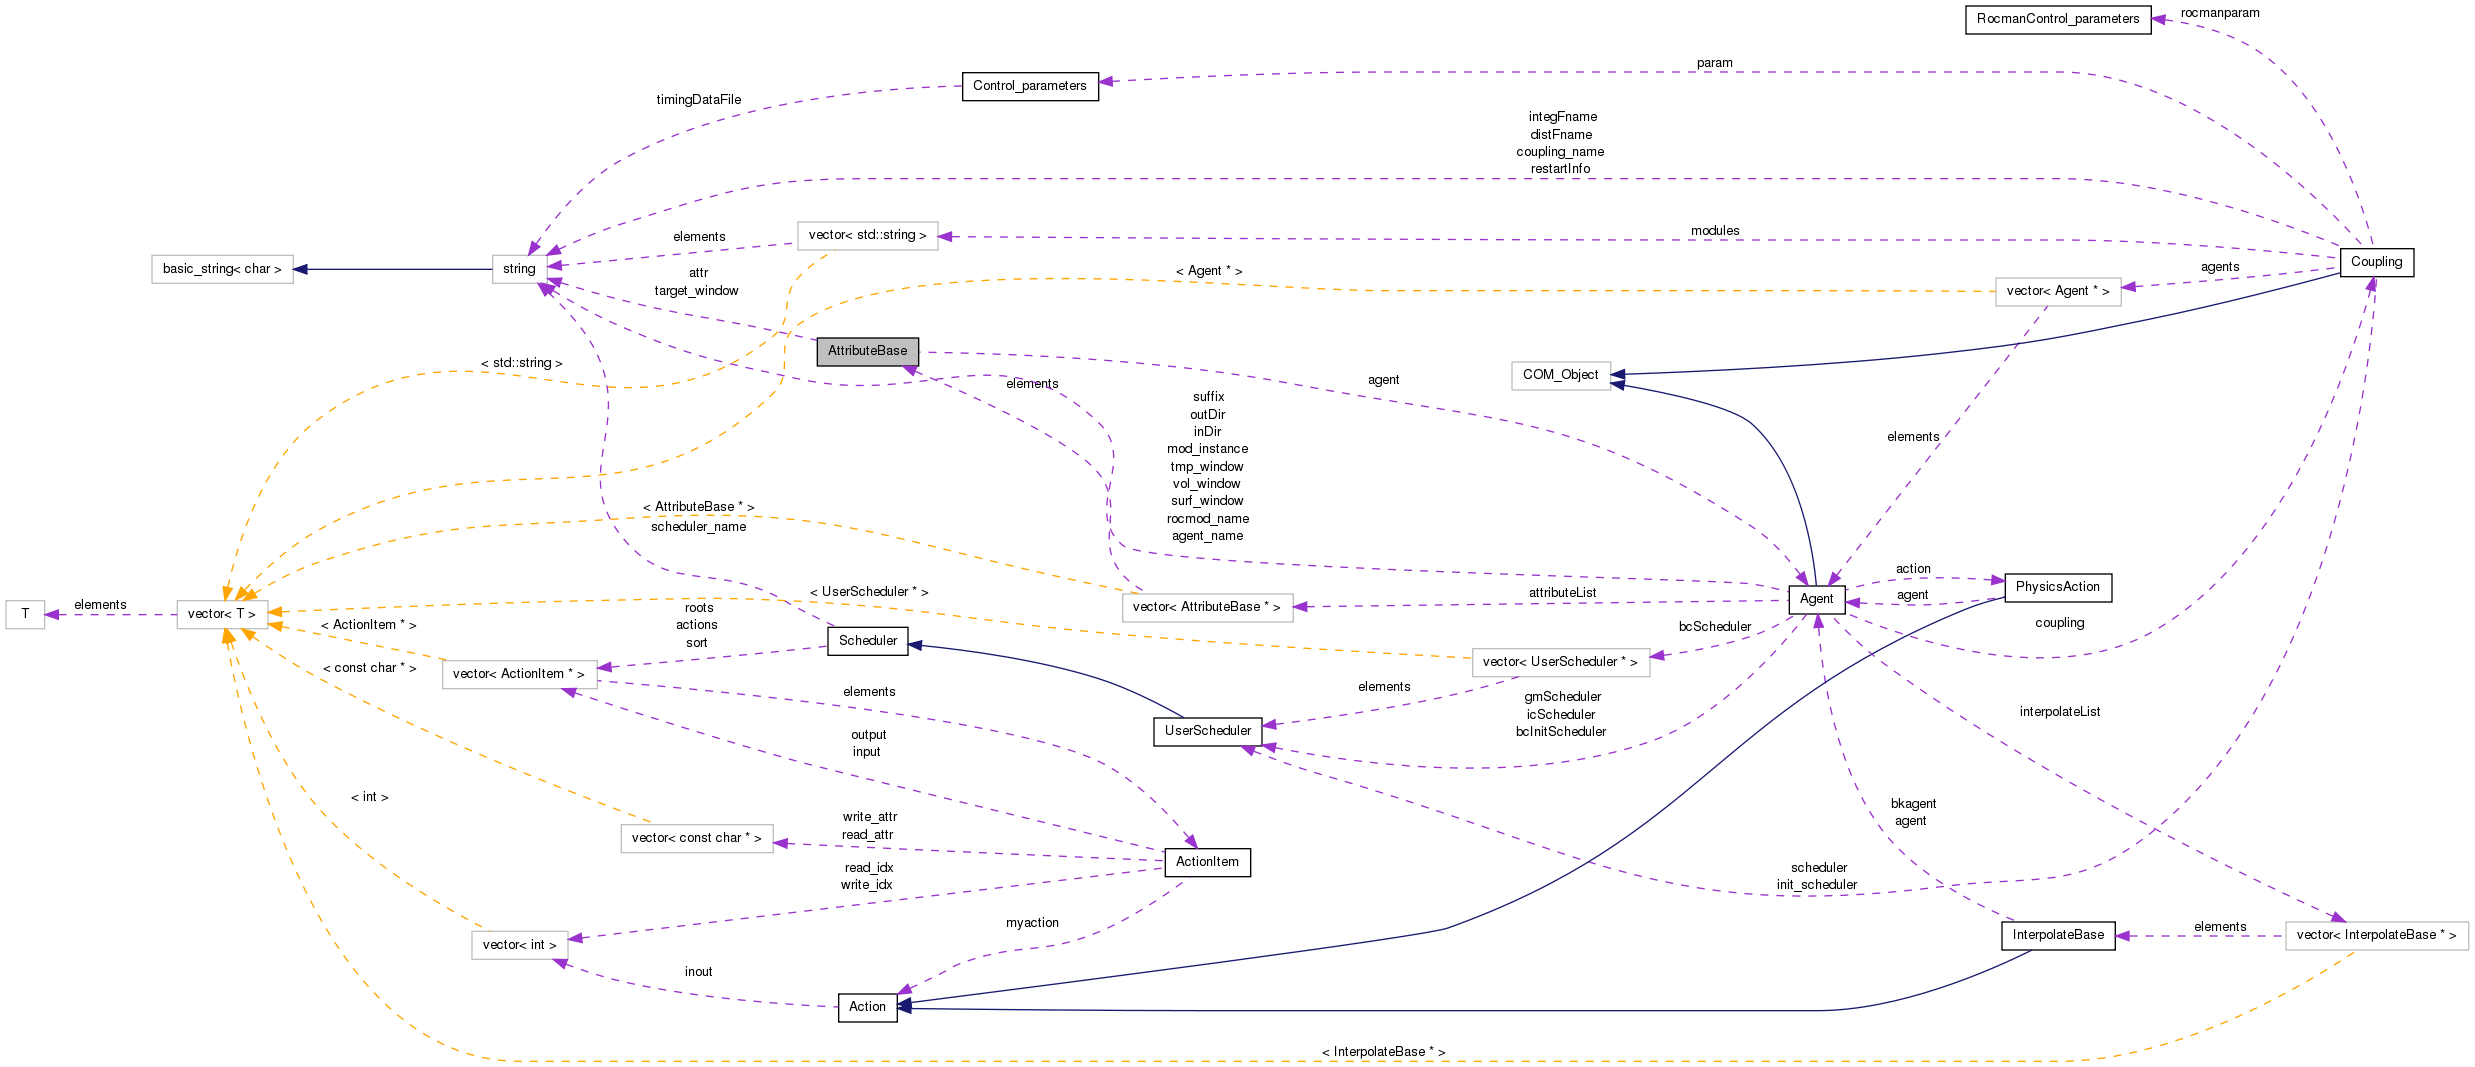 RocmanControl_parameters
rocmanparam
param
Control_parameters
timingDataFile
integFname
distFname
coupling_name
restartInfo
vector< std::string >
elements
modules
basic_string< char >
string
attr
target_window
< Agent * >
agents
vector< Agent * >
Coupling
AttributeBase
< std::string >
elements
agent
COM_Object
suffix
outDir
inDir
mod_instance
tmp_window
vol_window
surf_window
rocmod_name
agent_name
elements
< AttributeBase * >
scheduler_name
action
PhysicsAction
agent
Agent
attributeList
vector< AttributeBase * >
< UserScheduler * >
T
elements
vector< T >
< ActionItem * >
roots
actions
sort
Scheduler
bcScheduler
coupling
vector< UserScheduler * >
< const char * >
vector< ActionItem * >
elements
elements
gmScheduler
icScheduler
bcInitScheduler
interpolateList
UserScheduler
output
input
< int >
write_attr
read_attr
vector< const char * >
bkagent
agent
ActionItem
read_idx
write_idx
scheduler
init_scheduler
myaction
vector< int >
InterpolateBase
elements
vector< InterpolateBase * >
inout
Action
< InterpolateBase * >